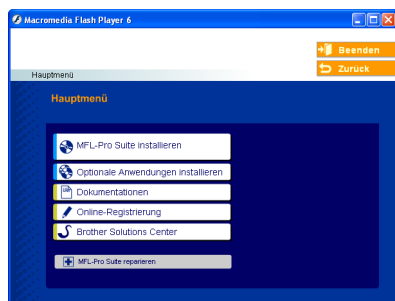 Macromedia Flash Player 6
Beenden
Zurück
Hauptmenü
Hauptmenü
MFL-Pro Suite installieren
Optionale Anwendungen installieren
Dokumentationen
Online-Registrierung
Brother Solutions Center
MFL-Pro Suite reparieren